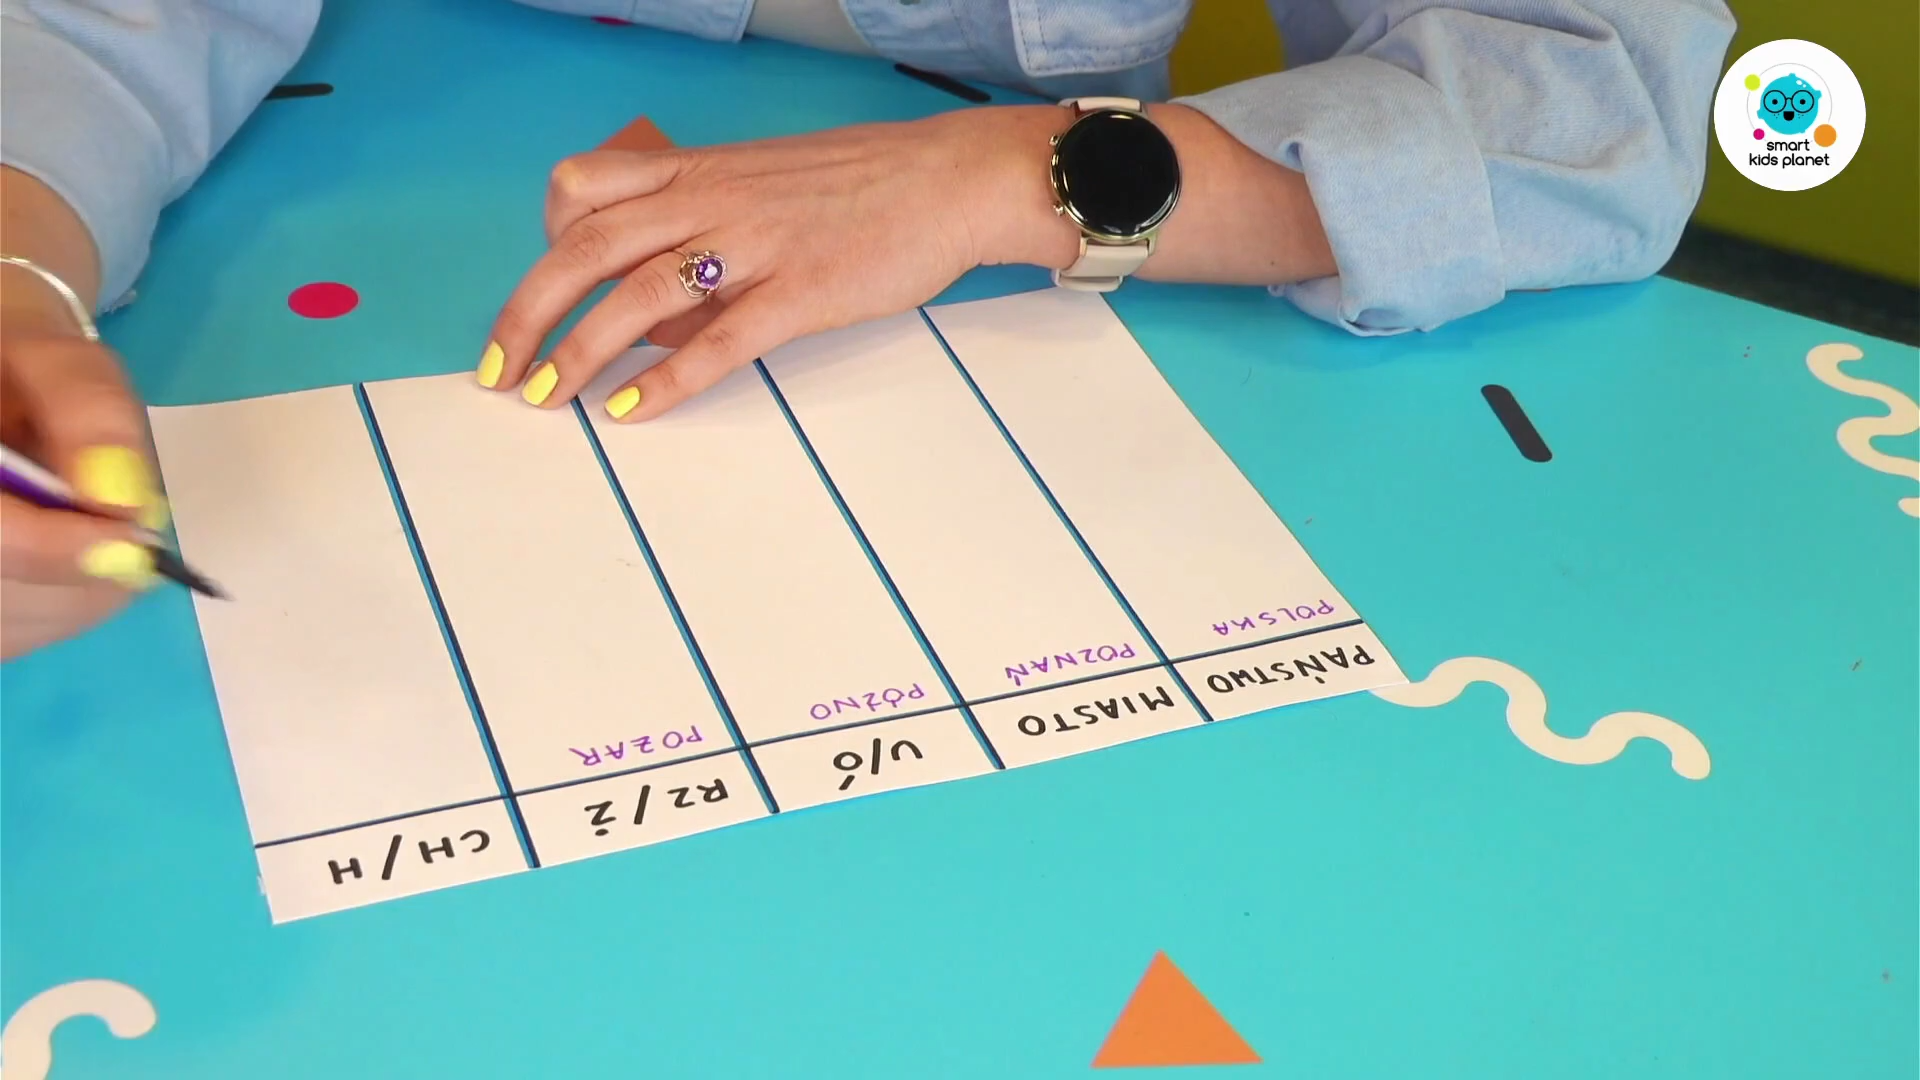 smart
kids planet
PAŃSTWO MIASTO U/Ó RZ/Ż CH/H
POLSKA POZNAŃ PÓŹNO POŻAR